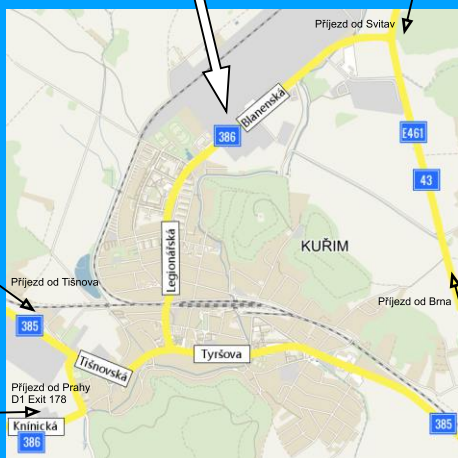 Příjezd od Svitav
Blanenská
386
E461
43
Legionářská
KUŘIM
Příjezd od Tišnova
Příjezd od Brna
385
Tyršova
Tišnovská
Příjezd od Prahy
D1 Exit 178
Knínická
385
386